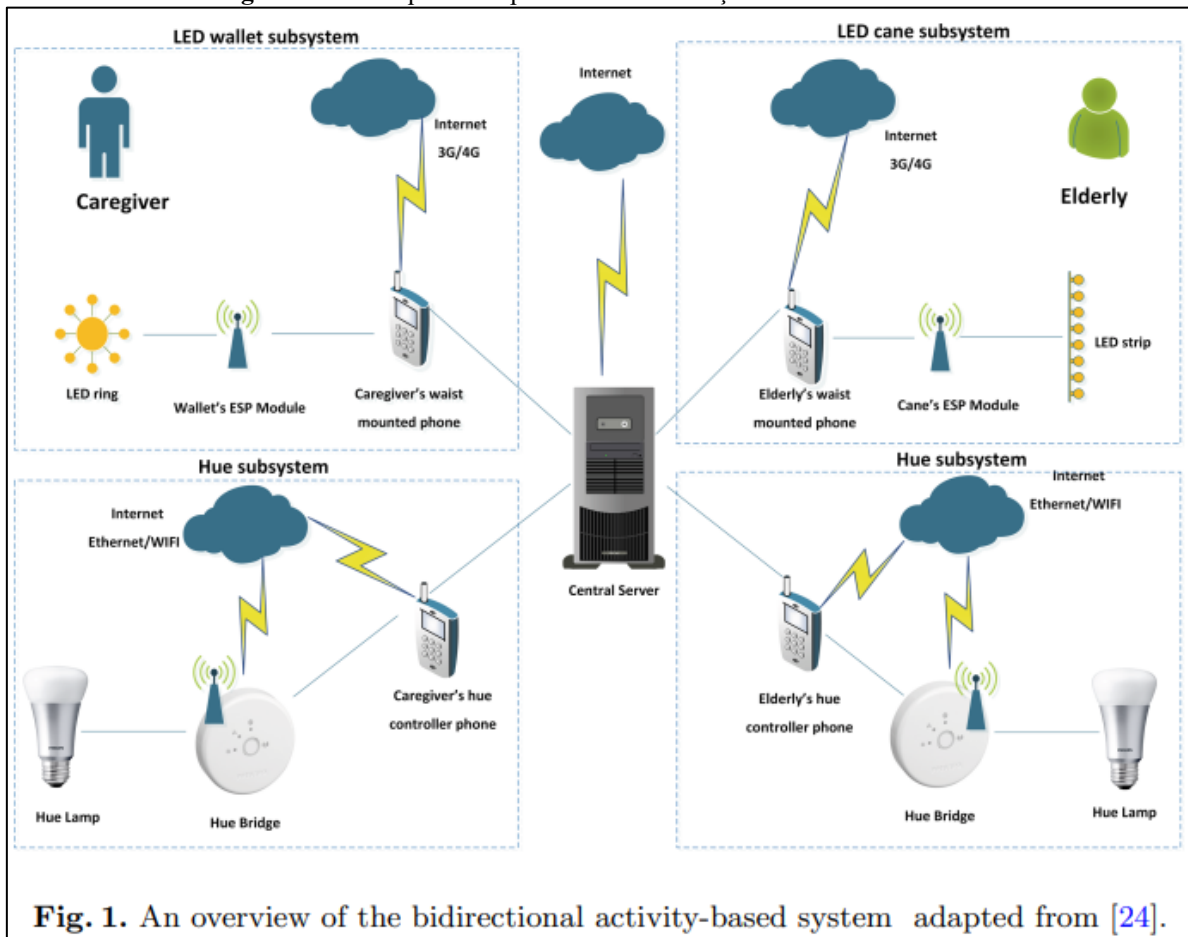 LED wallet subsystem
LED cane subsystem
Internet
Internet
3G/4G
Internet
3G/4G
Caregiver
Elderly
LED ring
Wallet's ESP Module
Caregiver's waist
mounted phone
Elderly's waist
mounted phone
Cane's ESP Module
LED strip
Hue subsystem
Hue subsystem
Internet
Ethernet/WIFI
Internet
Ethernet/WIFI
Central Server
Caregiver's hue
controller phone
Elderly's hue
controller phone
Hue Lamp
Hue Bridge
Hue Bridge
Hue Lamp
Fig. 1. An overview of the bidirectional activity-based system adapted from [24].